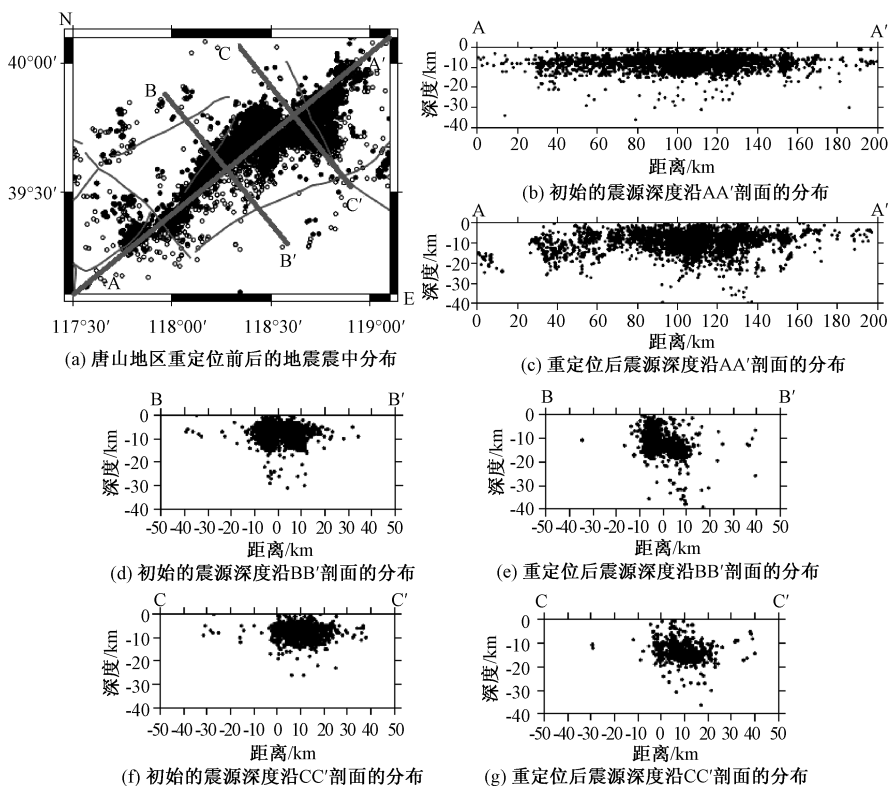 N
40°00′
39°30′
A
A′
B
B′
C
C′
E
117°30′ 118°00′ 118°30′ 119°00′
(a) 唐山地区重定位前后的地震震中分布
A A′
深度/km
0
-10
-20
-30
-40
0 20 40 60 80 100 120 140 160 180 200
距离/km
(b) 初始的震源深度沿AA′剖面的分布
A A′
深度/km
0
-10
-20
-30
-40
0 20 40 60 80 100 120 140 160 180 200
距离/km
(c) 重定位后震源深度沿AA′剖面的分布
B B′
深度/km
0
-10
-20
-30
-40
-50 -40 -30 -20 -10 0 10 20 30 40 50
距离/km
(d) 初始的震源深度沿BB′剖面的分布
B B′
深度/km
0
-10
-20
-30
-40
-50 -40 -30 -20 -10 0 10 20 30 40 50
距离/km
(e) 重定位后震源深度沿BB′剖面的分布
C C′
深度/km
0
-10
-20
-30
-40
-50 -40 -30 -20 -10 0 10 20 30 40 50
距离/km
(f) 初始的震源深度沿CC′剖面的分布
C C′
深度/km
0
-10
-20
-30
-40
-50 -40 -30 -20 -10 0 10 20 30 40 50
距离/km
(g) 重定位后震源深度沿CC′剖面的分布